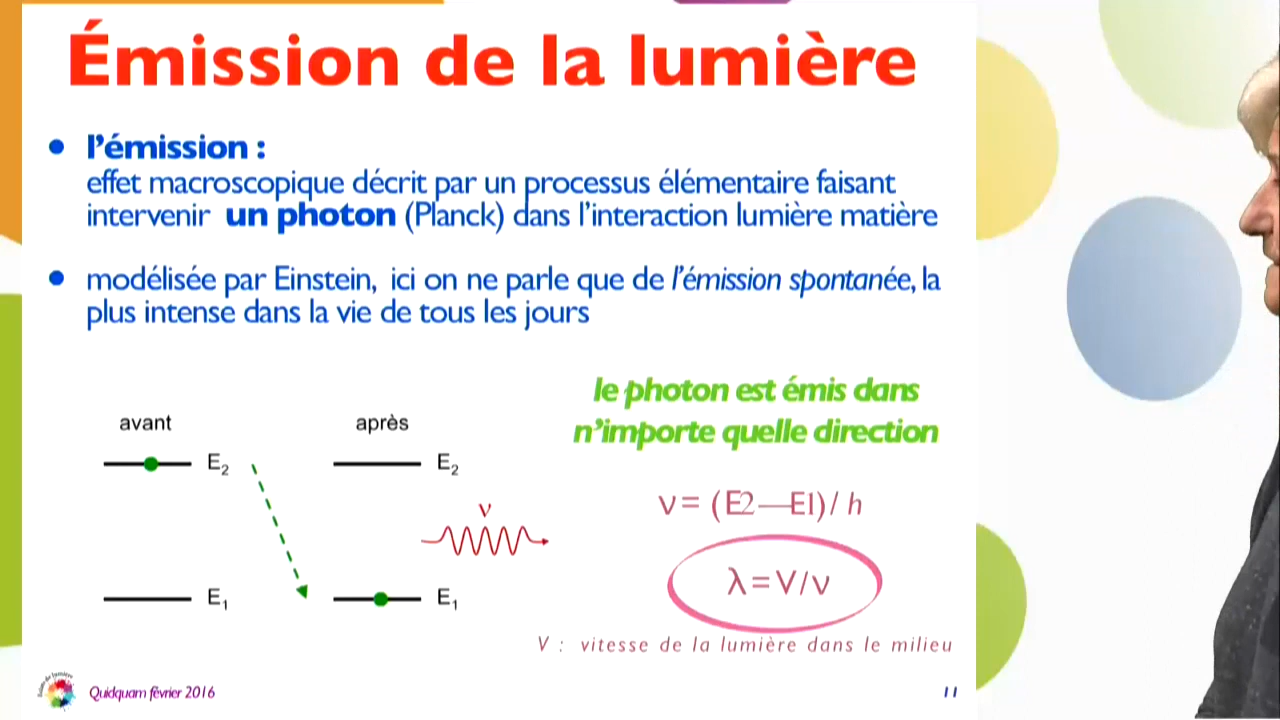 Émission de la lumière
• l'émission :
effet macroscopique décrit par un processus élémentaire faisant
intervenir un photon (Planck) dans l'interaction lumière matière
• modélisée par Einstein, ici on ne parle que de l'émission spontanée, la
plus intense dans la vie de tous les jours
le photon est émis dans
n'importe quelle direction
avant
après
E₂
E₂
ν
E₁
E₁
ν = (E2—E1)/ h
λ=V/ν
V : vitesse de la lumière dans le milieu
Quidquam février 2016
11